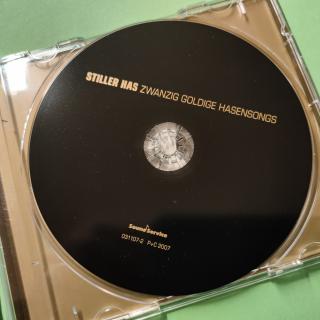 STILLER HAS ZWANZIG GOLDIGE HASENSONGS
Sound Service
031107-2 P+C 2007